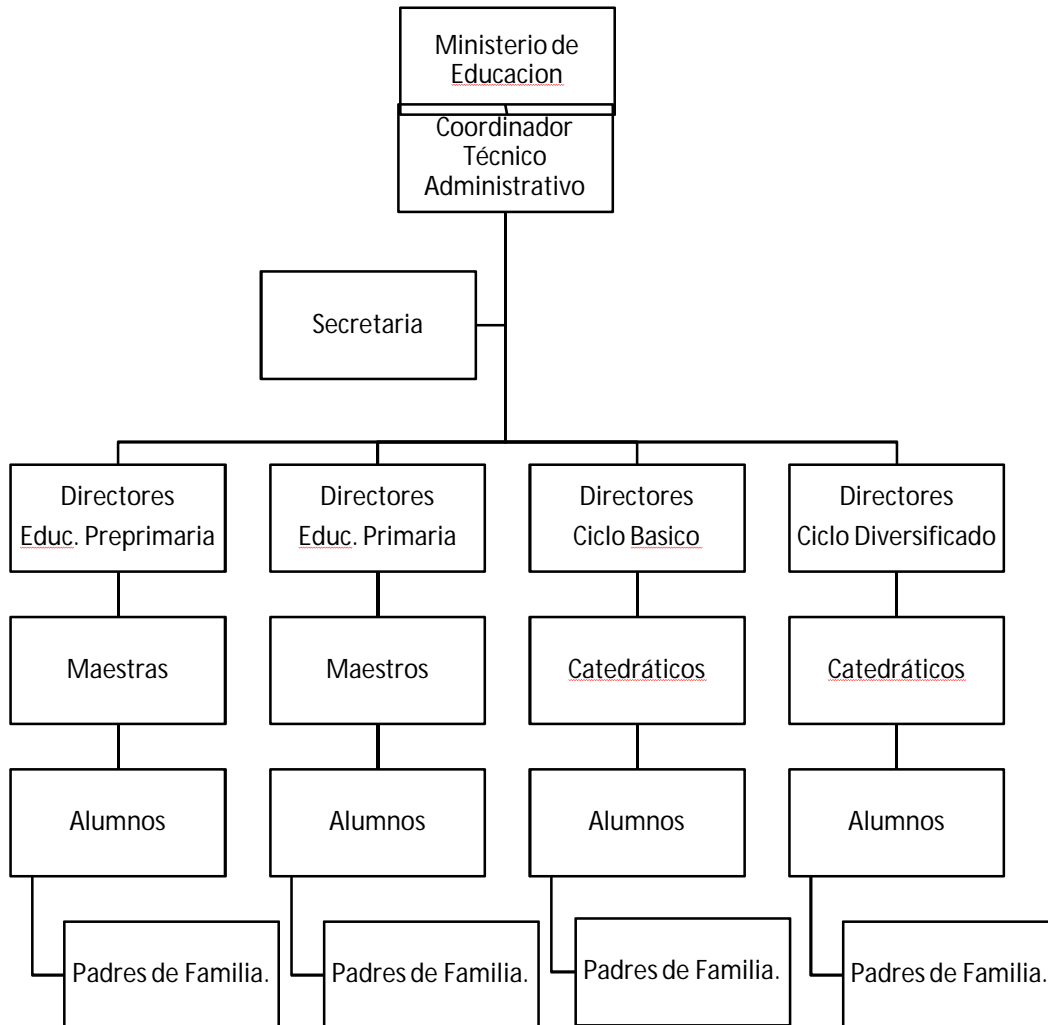 Ministerio de
Educacion
Coordinador
Técnico
Administrativo
Secretaria
Directores
Educ. Preprimaria
Directores
Educ. Primaria
Directores
Ciclo Basico
Directores
Ciclo Diversificado
Maestras
Maestros
Catedráticos
Catedráticos
Alumnos
Alumnos
Alumnos
Alumnos
Padres de Familia.
Padres de Familia.
Padres de Familia.
Padres de Familia.